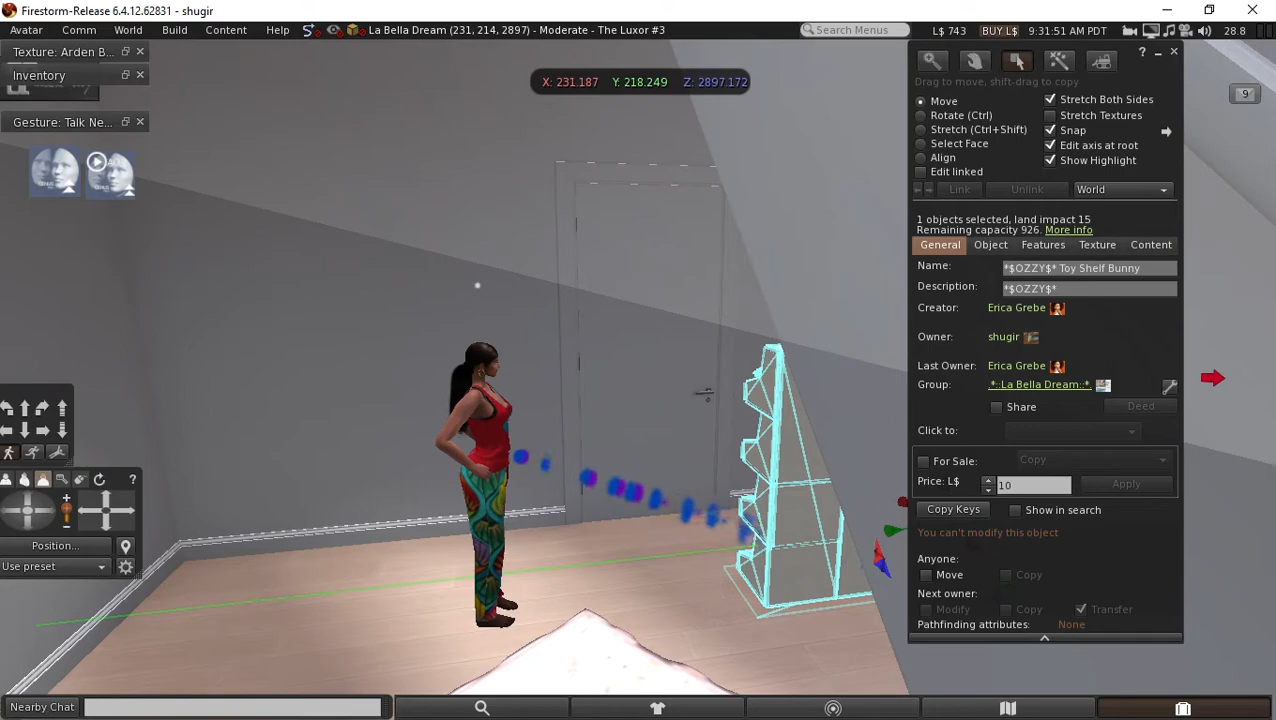 Firestorm-Release 6.4.12.62831 - shugir
Avatar Comm World Build Content Help La Bella Dream (231, 214, 2897) - Moderate - The Luxor #3 Search Menus L$ 743 BUY L$ 9:31:51 AM PDT 28.8
Texture: Arden B...
Inventory
Gesture: Talk Ne...
X: 231.187 Y: 218.249 Z: 2897.172
9
?
Drag to move, shift-drag to copy
Move
Rotate (Ctrl)
Stretch (Ctrl+Shift)
Select Face
Align
Edit linked
Stretch Both Sides
Stretch Textures
Snap
Edit axis at root
Show Highlight
Link Unlink World
1 objects selected, land impact 15
Remaining capacity 926. More info
General Object Features Texture Content
Name: *$OZZY$* Toy Shelf Bunny
Description: *$OZZY$*
Creator: Erica Grebe
Owner: shugir
Last Owner: Erica Grebe
Group: .*::La Bella Dream::*.
Share Deed
Click to:
For Sale: Copy
Price: L$ 10 Apply
Copy Keys Show in search
You can't modify this object
Anyone:
Move Copy
Next owner:
Modify Copy Transfer
Pathfinding attributes: None
?
Position...
Use preset
Nearby Chat